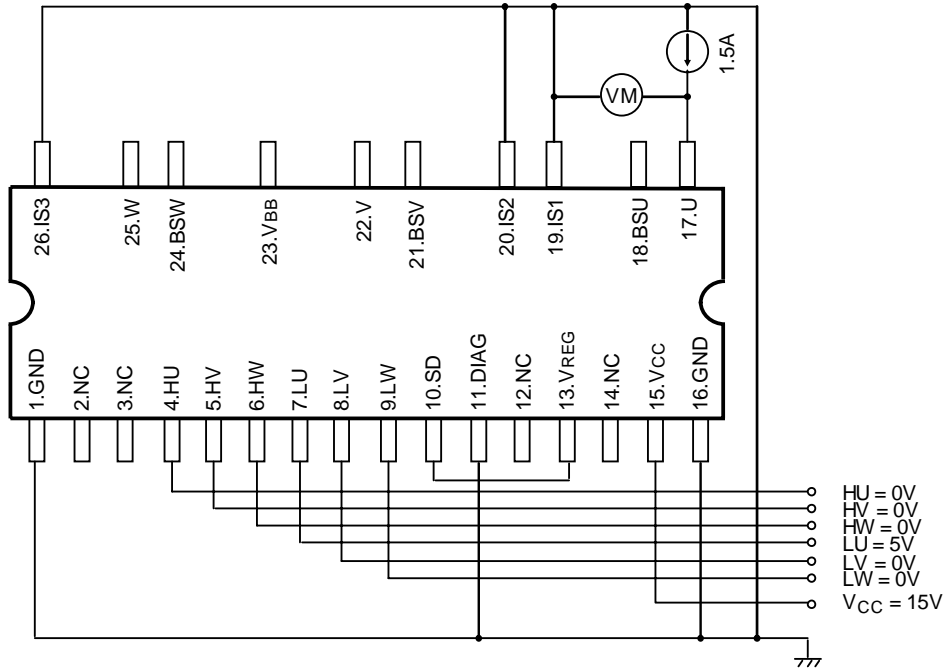 1.5A
VM
26.IS3
25.W
24.BSW
23.VBB
22.V
21.BSV
20.IS2
19.IS1
18.BSU
17.U
1.GND
2.NC
3.NC
4.HU
5.HV
6.HW
7.LU
8.LV
9.LW
10.SD
11.DIAG
12.NC
13.VREG
14.NC
15.VCC
16.GND
HU = 0V
HV = 0V
HW = 0V
LU = 5V
LV = 0V
LW = 0V
VCC = 15V